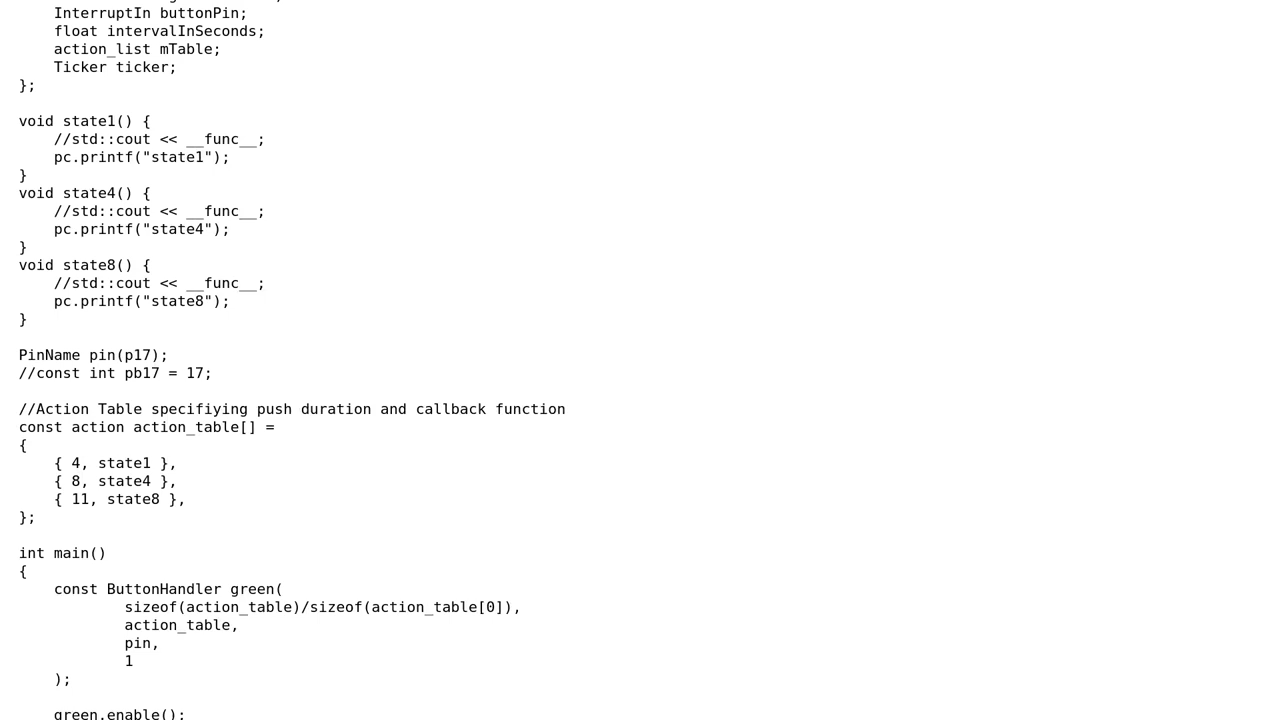 InterruptIn buttonPin;
float intervalInSeconds;
action_list mTable;
Ticker ticker;
};
void state1() {
//std::cout << __func__;
pc.printf("state1");
}
void state4() {
//std::cout << __func__;
pc.printf("state4");
}
void state8() {
//std::cout << __func__;
pc.printf("state8");
}
PinName pin(p17);
//const int pb17 = 17;
//Action Table specifiying push duration and callback function
const action action_table[] =
{
{ 4, state1 },
{ 8, state4 },
{ 11, state8 },
};
int main()
{
const ButtonHandler green(
sizeof(action_table)/sizeof(action_table[0]),
action_table,
pin,
1
);
green.enable();